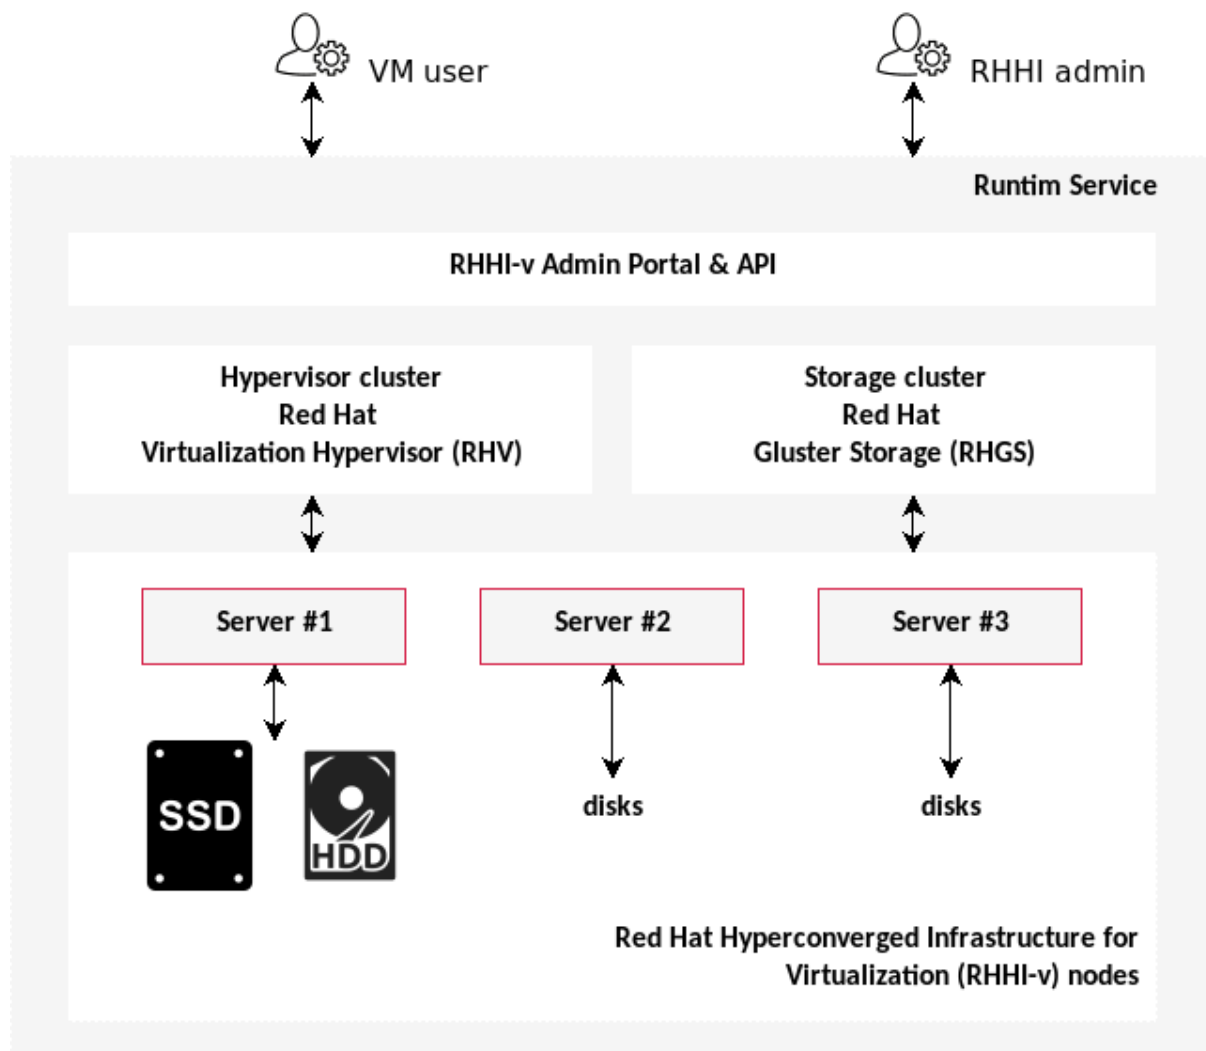 VM user
RHHI admin
Runtim Service
RHHI-v Admin Portal & API
Hypervisor cluster
Red Hat
Virtualization Hypervisor (RHV)
Storage cluster
Red Hat
Gluster Storage (RHGS)
Server #1
Server #2
Server #3
SSD
HDD
disks
disks
Red Hat Hyperconverged Infrastructure for
Virtualization (RHHI-v) nodes